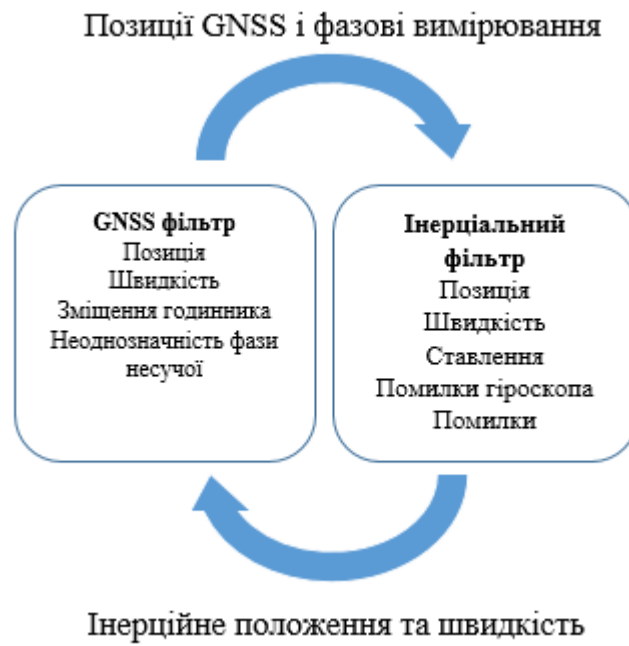 Позиції GNSS і фазові вимірювання
GNSS фільтр
Позиція
Швидкість
Зміщення годинника
Неоднозначність фази
несучої
Інерціальний
фільтр
Позиція
Швидкість
Ставлення
Помилки гіроскопа
Помилки
Інерційне положення та швидкість